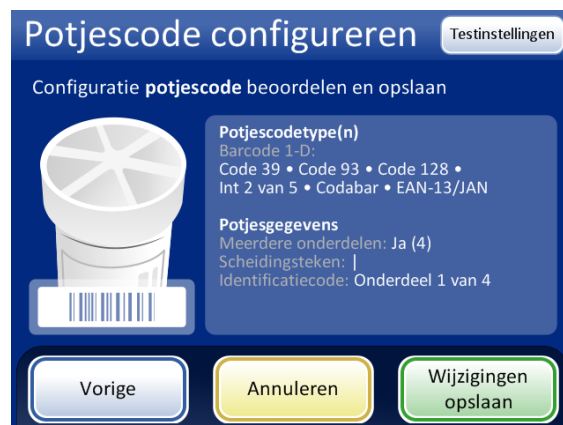 Potjescode configureren
Testinstellingen
Configuratie potjescode beoordelen en opslaan
Potjescodetype(n)
Barcode 1-D:
Code 39 • Code 93 • Code 128 •
Int 2 van 5 • Codabar • EAN-13/JAN
Potjesgegevens
Meerdere onderdelen: Ja (4)
Scheidingsteken: |
Identificatiecode: Onderdeel 1 van 4
Vorige
Annuleren
Wijzigingen
opslaan